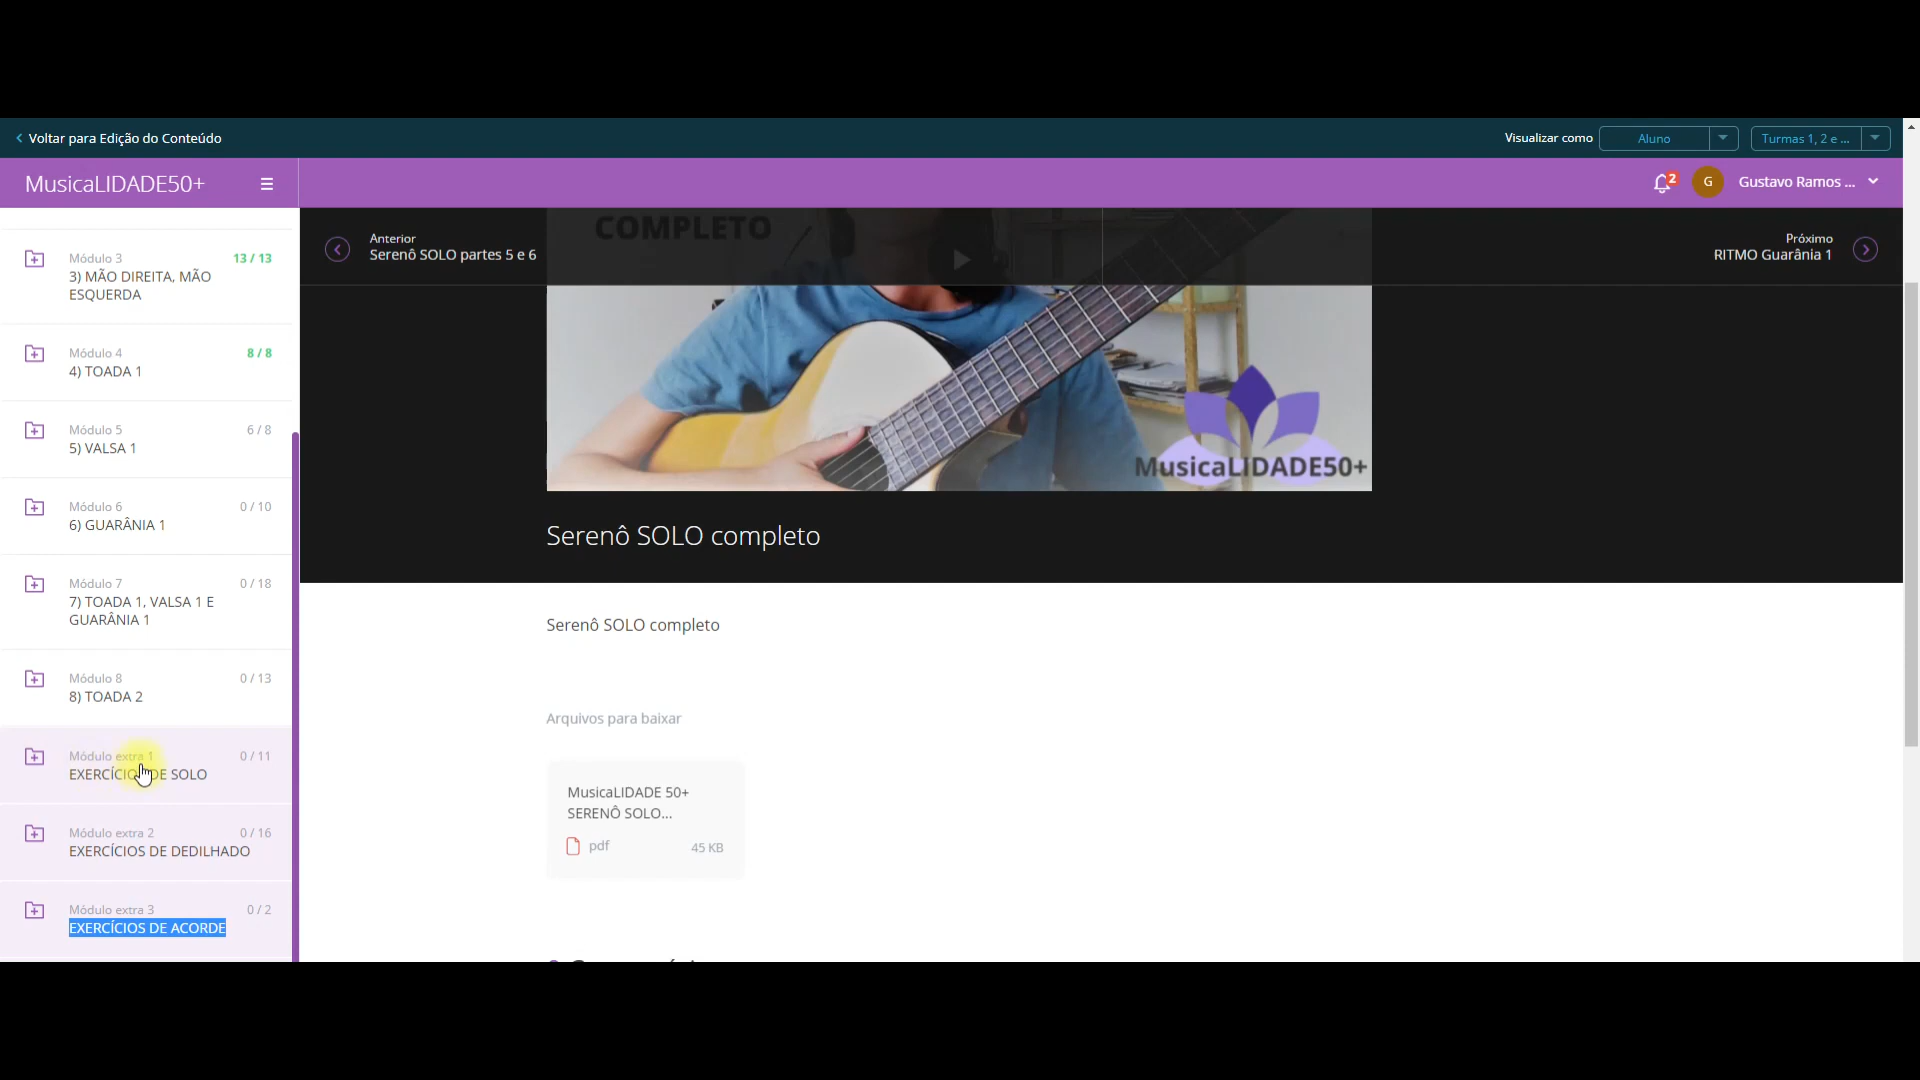 Voltar para Edição do Conteúdo
Visualizar como
Aluno
Turmas 1, 2 e ...
MusicaLIDADE50+
2
G
Gustavo Ramos ...
Módulo 3
13 / 13
3) MÃO DIREITA, MÃO
ESQUERDA
Módulo 4
8 / 8
4) TOADA 1
Módulo 5
6 / 8
5) VALSA 1
Módulo 6
0 / 10
6) GUARÂNIA 1
Módulo 7
0 / 18
7) TOADA 1, VALSA 1 E
GUARÂNIA 1
Módulo 8
0 / 13
8) TOADA 2
Módulo extra 1
0 / 11
EXERCÍCIOS DE SOLO
Módulo extra 2
0 / 16
EXERCÍCIOS DE DEDILHADO
Módulo extra 3
0 / 2
EXERCÍCIOS DE ACORDE
COMPLETO
Anterior
Serenô SOLO partes 5 e 6
Próximo
RITMO Guarânia 1
MusicaLIDADE50+
Serenô SOLO completo
Serenô SOLO completo
Arquivos para baixar
MusicaLIDADE 50+
SERENÔ SOLO...
pdf
45 KB